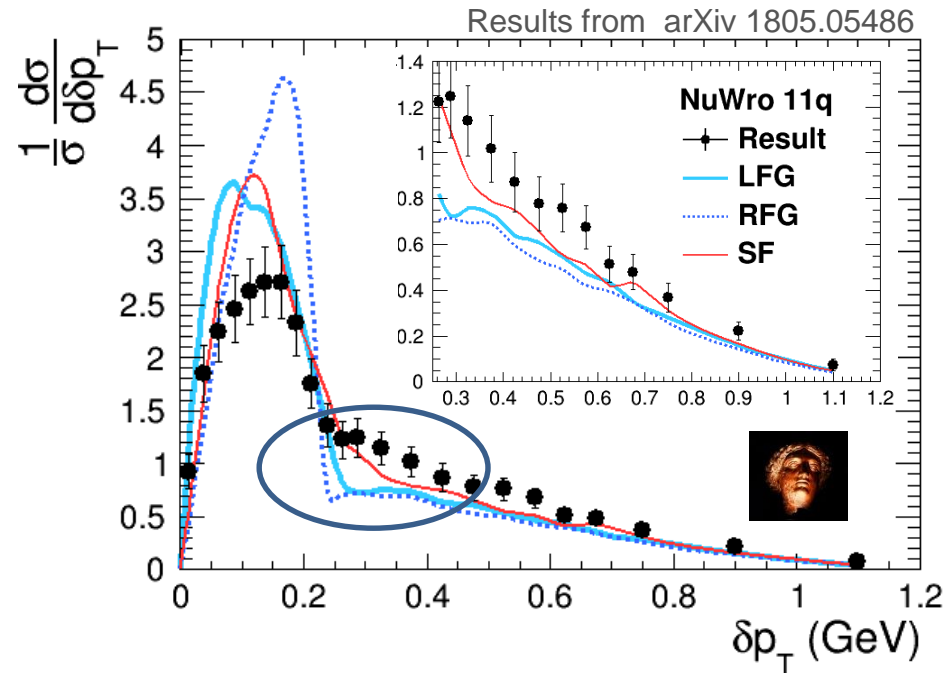 Results from arXiv 1805.05486
1/σ dσ/dδp_T
5
4.5
4
3.5
3
2.5
2
1.5
1
0.5
0
0 0.2 0.4 0.6 0.8 1 1.2
δp_T (GeV)
1.4
1.2
1
0.8
0.6
0.4
0.2
0
0.3 0.4 0.5 0.6 0.7 0.8 0.9 1 1.1 1.2
NuWro 11q
Result
LFG
RFG
SF